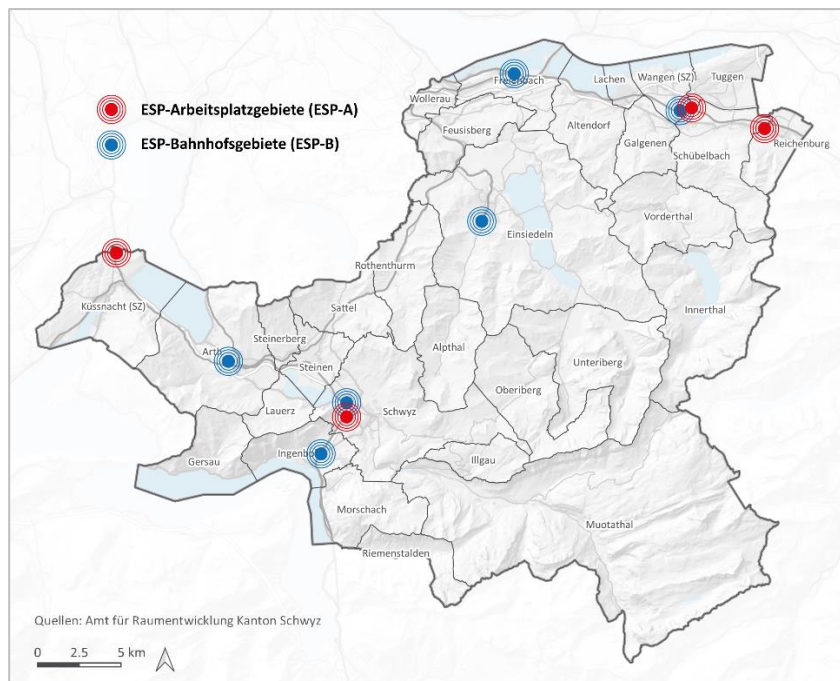 ESP-Arbeitsplatzgebiete (ESP-A)
ESP-Bahnhofsgebiete (ESP-B)
Wollerau
Lachen
Wangen (SZ)
Tuggen
Feusisberg
Altendorf
Galgenen
Schübelbach
Reichenburg
Vorderthal
Einsiedeln
Innerthal
Rothenthurm
Küssnacht (SZ)
Sattel
Steinerberg
Arth
Steinen
Alpthal
Unteriberg
Oberiberg
Lauerz
Schwyz
Gersau
Illgau
Morschach
Muotathal
Riemenstalden
Quellen: Amt für Raumentwicklung Kanton Schwyz
0 2.5 5 km